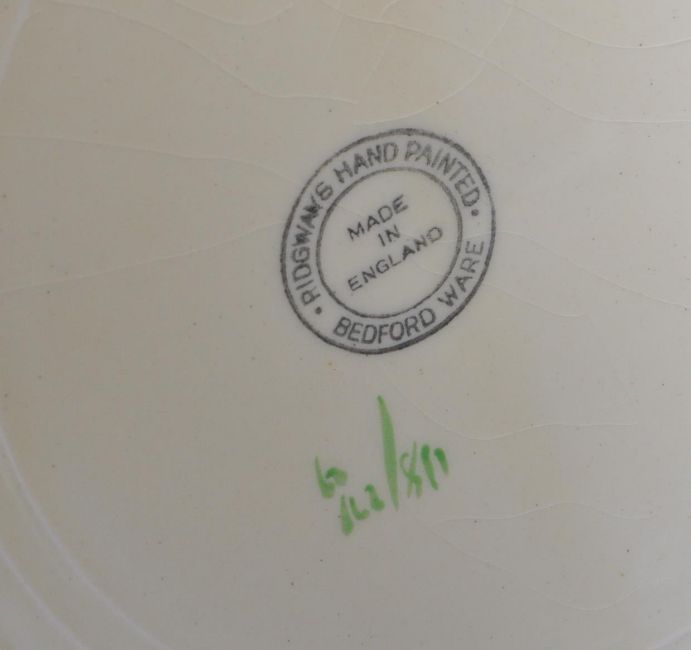 RIDGWAYS HAND PAINTED
BEDFORD WARE
MADE
IN
ENGLAND